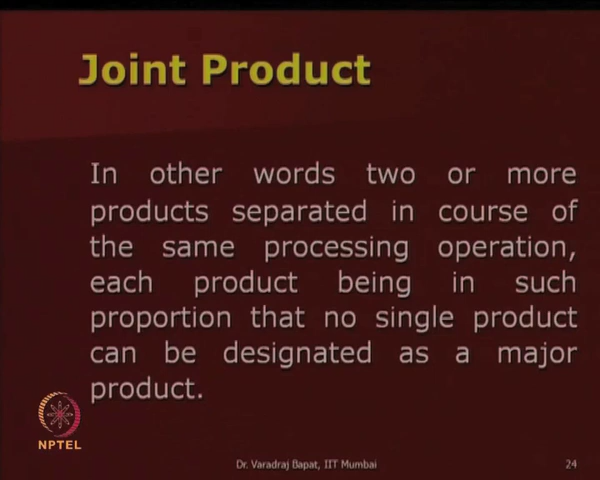 Joint Product
In other words two or more
products separated in course of
the same processing operation,
each product being in such
proportion that no single product
can be designated as a major
product.
NPTEL
Dr. Varadraj Bapat, IIT Mumbai
24